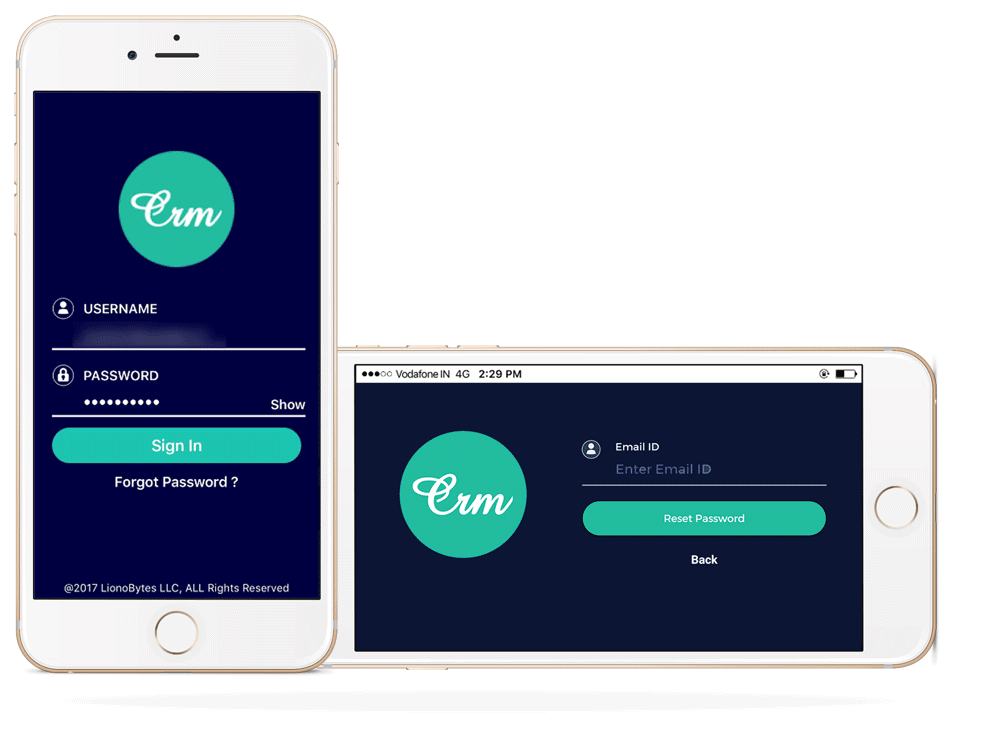 Crm
USERNAME
PASSWORD
••••••••••
Show
Sign In
Forgot Password ?
@2017 LionoBytes LLC, ALL Rights Reserved
Vodafone IN 4G 2:29 PM
Crm
Email ID
Enter Email ID
Reset Password
Back